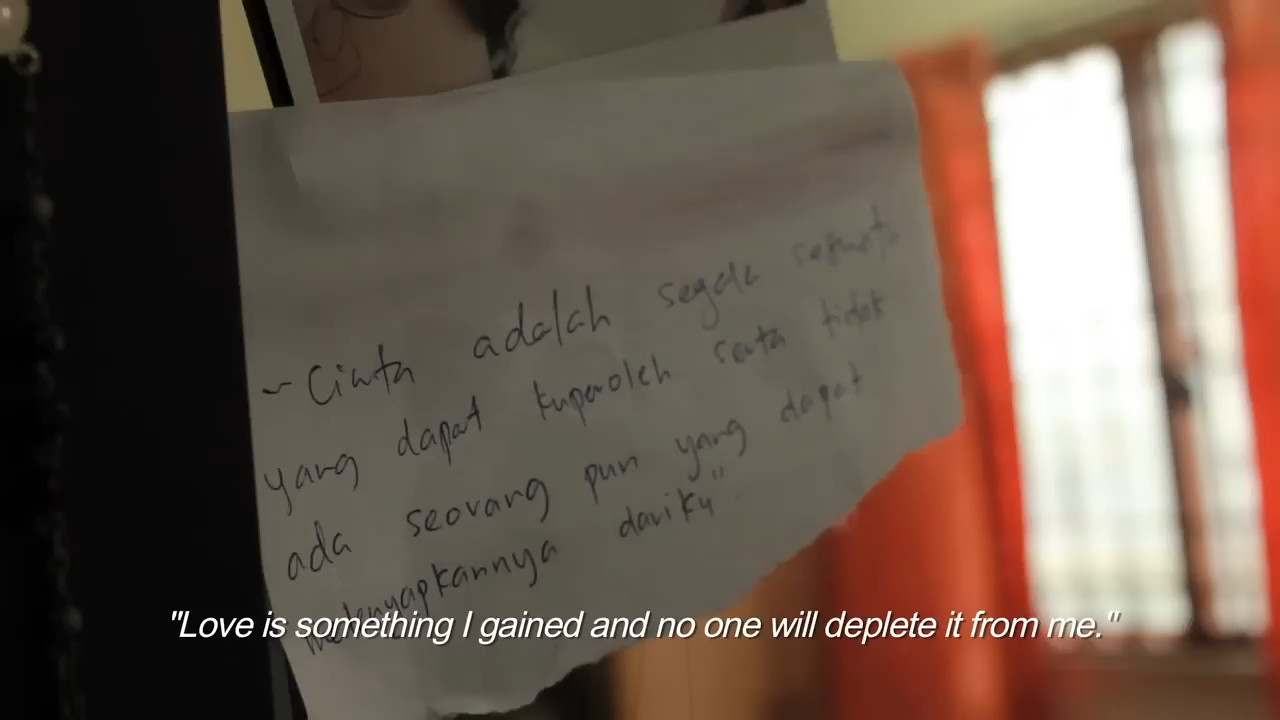 ~ Cinta adalah segala sesuatu
yang dapat kuperoleh serta tidak
ada seorang pun yang dapat
melenyapkannya dariku"
"Love is something I gained and no one will deplete it from me."